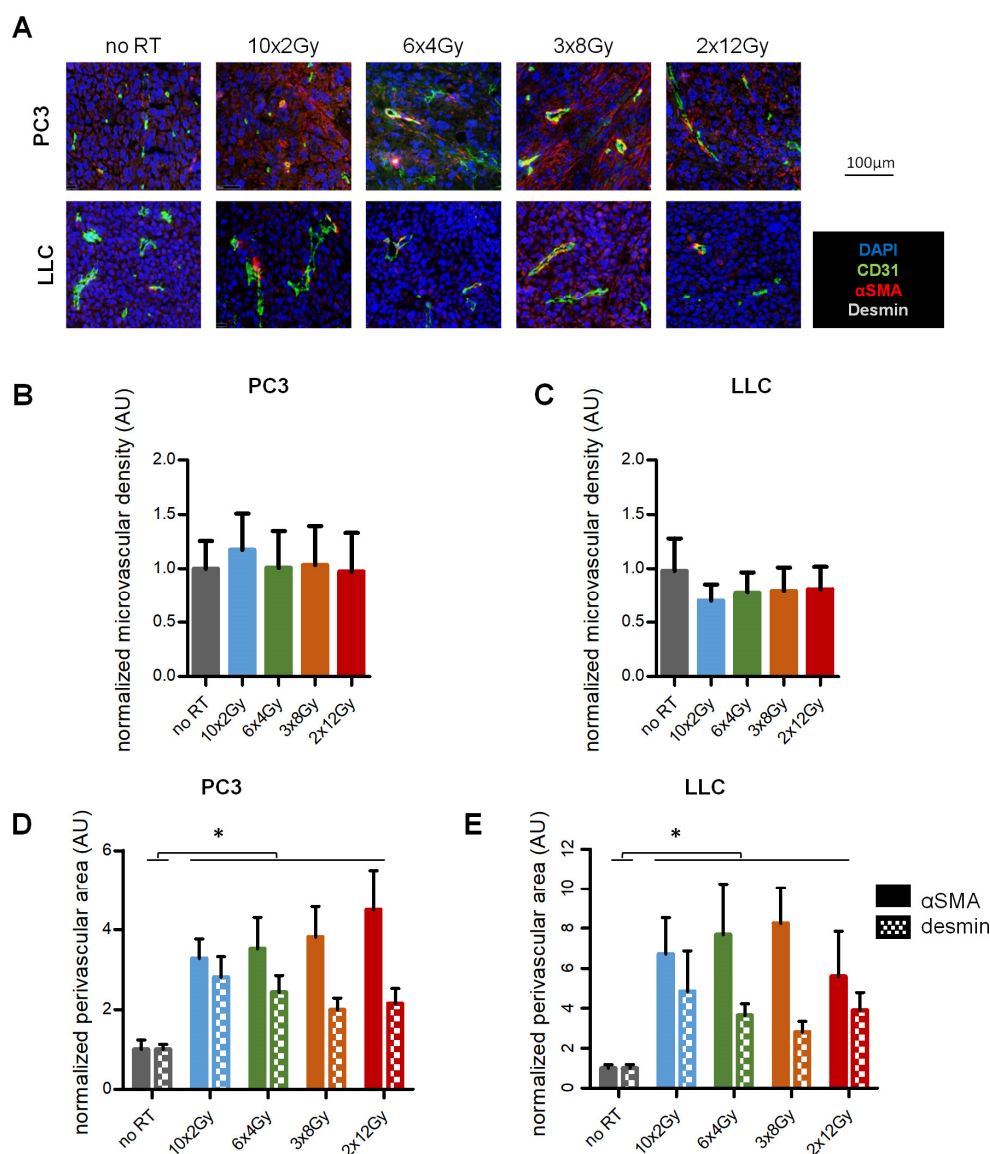 A
no RT
10x2Gy
6x4Gy
3x8Gy
2x12Gy
PC3
100µm
LLC
DAPI
CD31
αSMA
Desmin
B
PC3
normalized microvascular density (AU)
2.0
1.5
1.0
0.5
0.0
no RT
10x2Gy
6x4Gy
3x8Gy
2x12Gy
C
LLC
normalized microvascular density (AU)
2.0
1.5
1.0
0.5
0.0
no RT
10x2Gy
6x4Gy
3x8Gy
2x12Gy
D
PC3
normalized perivascular area (AU)
*
6
4
2
0
no RT
10x2Gy
6x4Gy
3x8Gy
2x12Gy
E
LLC
normalized perivascular area (AU)
*
12
10
8
6
4
2
0
no RT
10x2Gy
6x4Gy
3x8Gy
2x12Gy
αSMA
desmin